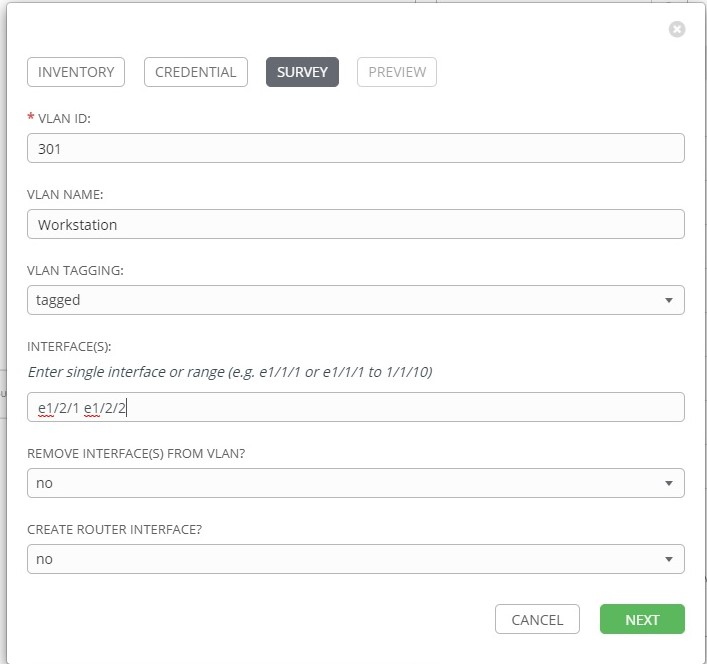 INVENTORY CREDENTIAL SURVEY PREVIEW
* VLAN ID:
301
VLAN NAME:
Workstation
VLAN TAGGING:
tagged
INTERFACE(S):
Enter single interface or range (e.g. e1/1/1 or e1/1/1 to 1/1/10)
e1/2/1 e1/2/2
REMOVE INTERFACE(S) FROM VLAN?
no
CREATE ROUTER INTERFACE?
no
CANCEL NEXT